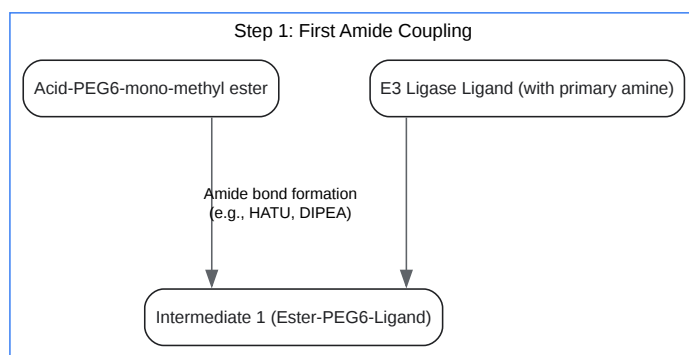 Step 1: First Amide Coupling
Acid-PEG6-mono-methyl ester
E3 Ligase Ligand (with primary amine)
Amide bond formation
(e.g., HATU, DIPEA)
Intermediate 1 (Ester-PEG6-Ligand)